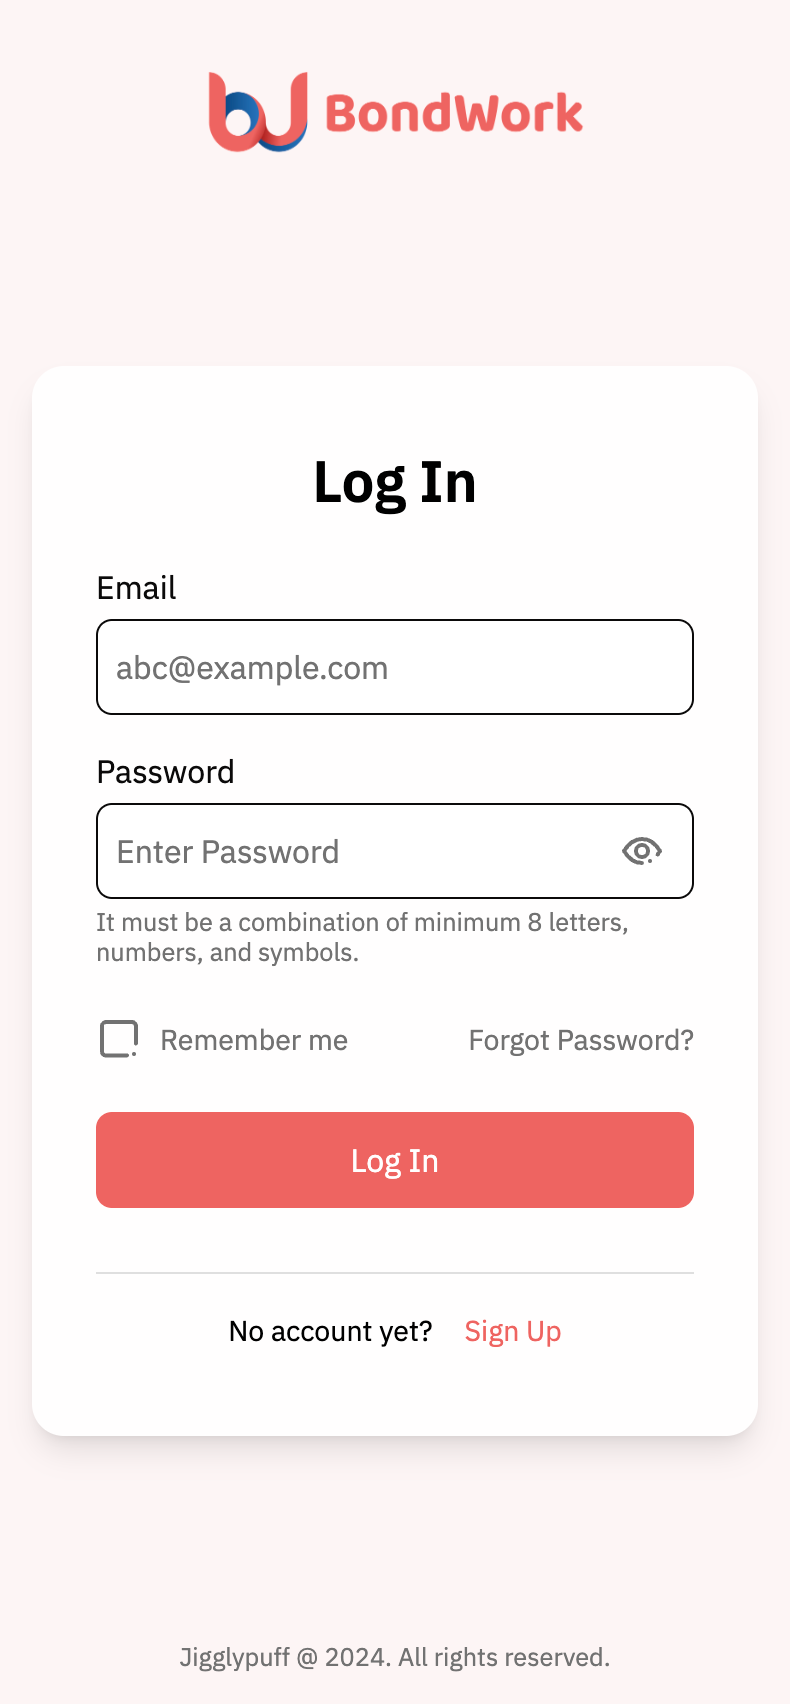 BondWork
Log In
Email
abc@example.com
Password
Enter Password
It must be a combination of minimum 8 letters,
numbers, and symbols.
Remember me Forgot Password?
Log In
No account yet? Sign Up
Jigglypuff @ 2024. All rights reserved.